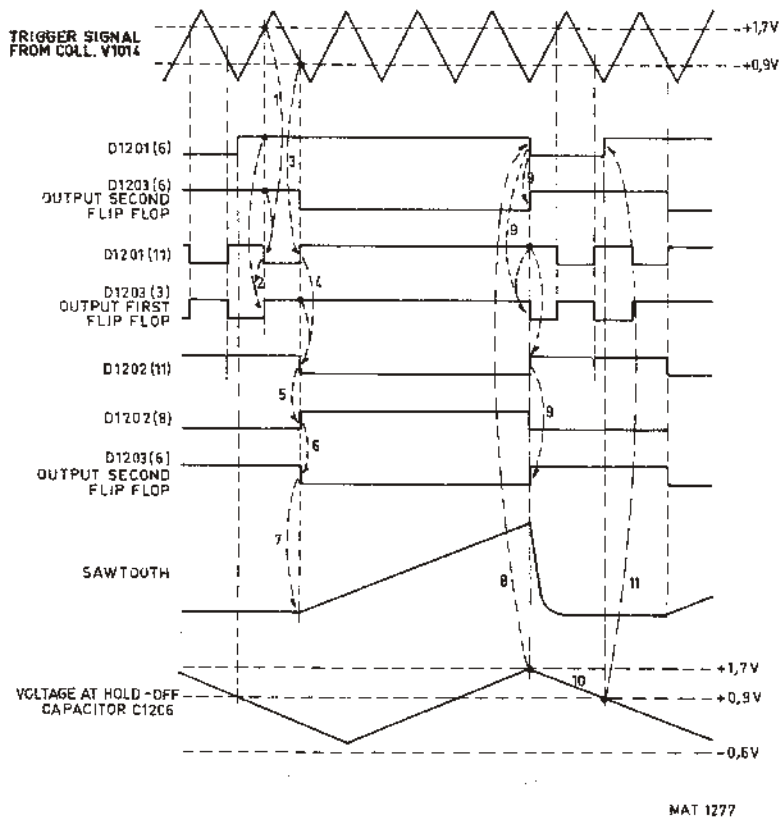 +1,7V
TRIGGER SIGNAL
FROM COLL. V1014
+0,9V
1
D1201(6)
3
9
D1203(6)
OUTPUT SECOND
FLIP FLOP
9
D1201(11)
2
4
D1203(3)
OUTPUT FIRST
FLIP FLOP
D1202(11)
5
9
D1202(8)
6
D1203(6)
OUTPUT SECOND
FLIP FLOP
7
SAWTOOTH
8
11
+1,7V
10
VOLTAGE AT HOLD-OFF
CAPACITOR C1206
+0,9V
-0,6V
MAT 1277